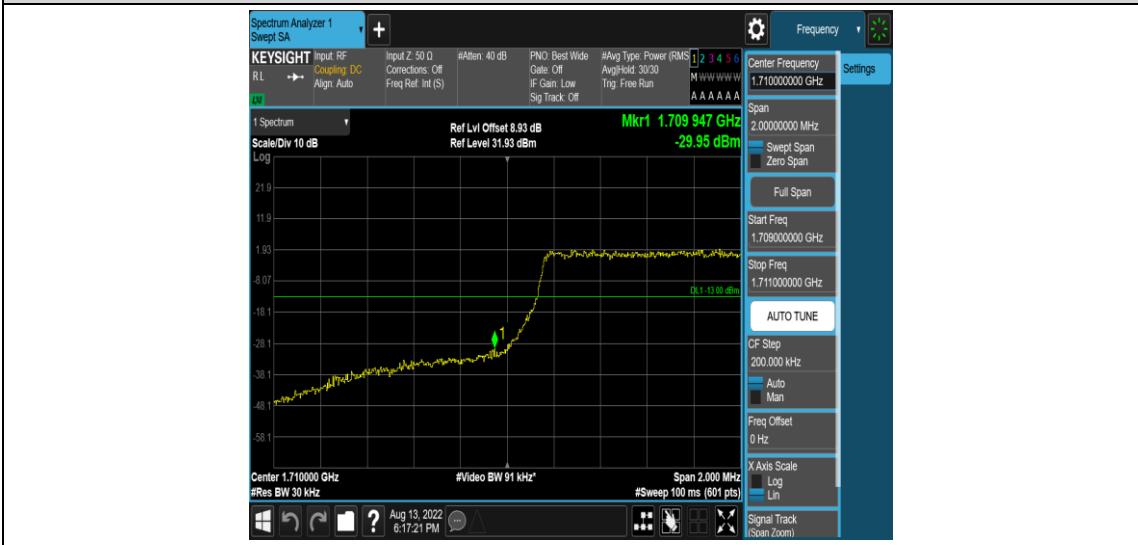 Spectrum Analyzer 1
Swept SA
+
Frequency
KEYSIGHT
Input: RF
Coupling: DC
Align: Auto
Input Z: 50 Ω
Corrections: Off
Freq Ref: Int (S)
#Atten: 40 dB
PNO: Best Wide
Gate: Off
IF Gain: Low
Sig Track: Off
#Avg Type: Power (RMS
Avg|Hold: 30/30
Trig: Free Run
1 2 3 4 5 6
M W W W W W
A A A A A A
R L
LXI
1 Spectrum
Scale/Div 10 dB
Log
Ref Lvl Offset 8.93 dB
Ref Level 31.93 dBm
Mkr1 1.709 947 GHz
-29.95 dBm
21.9
11.9
1.93
-8.07
-18.1
-28.1
-38.1
-48.1
-58.1
DL1 -13.00 dBm
1
Center 1.710000 GHz
#Res BW 30 kHz
#Video BW 91 kHz*
Span 2.000 MHz
#Sweep 100 ms (601 pts)
Center Frequency
1.710000000 GHz
Settings
Span
2.00000000 MHz
Swept Span
Zero Span
Full Span
Start Freq
1.709000000 GHz
Stop Freq
1.711000000 GHz
AUTO TUNE
CF Step
200.000 kHz
Auto
Man
Freq Offset
0 Hz
X Axis Scale
Log
Lin
Signal Track
(Span Zoom)
?
Aug 13, 2022
6:17:21 PM